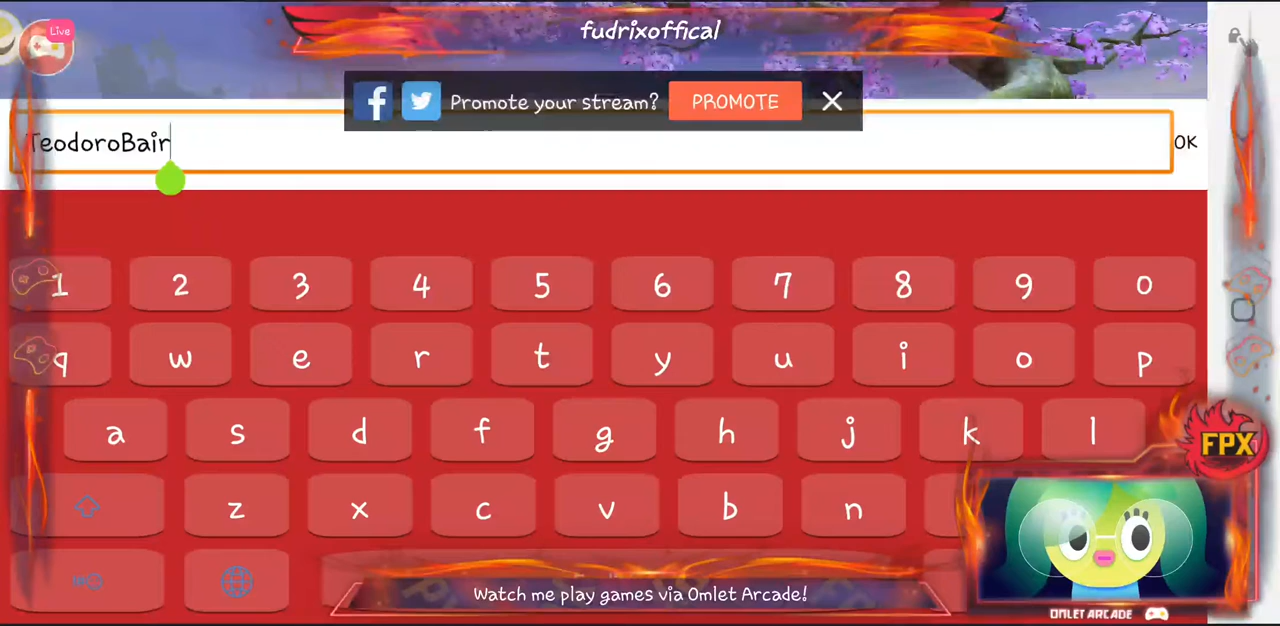 Live
fudrixoffical
Promote your stream? PROMOTE
TeodoroBair
OK
1 2 3 4 5 6 7 8 9 0
q w e r t y u i o p
a s d f g h j k l
FPX
z x c v b n
Watch me play games via Omlet Arcade!
OMLET ARCADE